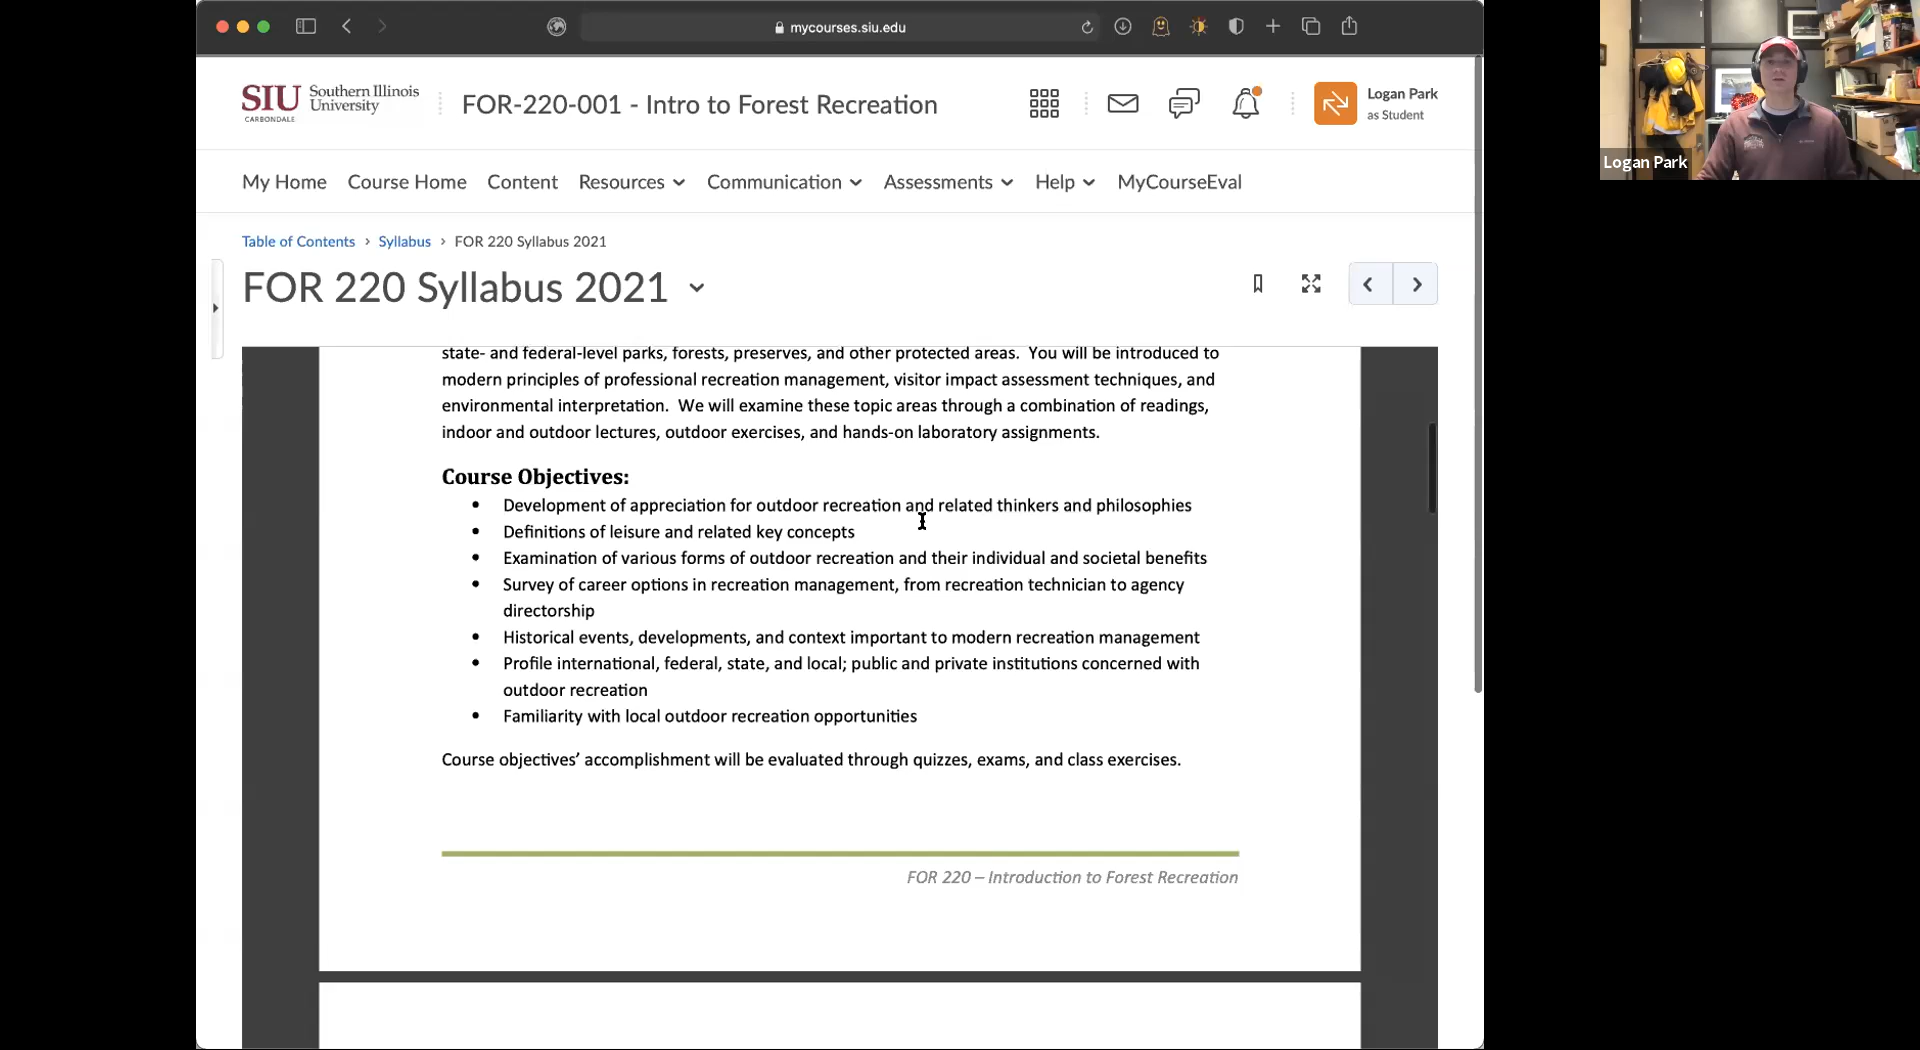 mycourses.siu.edu
SIU Southern Illinois
University
CARBONDALE
FOR-220-001 - Intro to Forest Recreation
Logan Park
as Student
Logan Park
My Home Course Home Content Resources Communication Assessments Help MyCourseEval
Table of Contents › Syllabus › FOR 220 Syllabus 2021
FOR 220 Syllabus 2021
state- and federal-level parks, forests, preserves, and other protected areas. You will be introduced to
modern principles of professional recreation management, visitor impact assessment techniques, and
environmental interpretation. We will examine these topic areas through a combination of readings,
indoor and outdoor lectures, outdoor exercises, and hands-on laboratory assignments.
Course Objectives:
• Development of appreciation for outdoor recreation and related thinkers and philosophies
• Definitions of leisure and related key concepts
• Examination of various forms of outdoor recreation and their individual and societal benefits
• Survey of career options in recreation management, from recreation technician to agency
directorship
• Historical events, developments, and context important to modern recreation management
• Profile international, federal, state, and local; public and private institutions concerned with
outdoor recreation
• Familiarity with local outdoor recreation opportunities
Course objectives’ accomplishment will be evaluated through quizzes, exams, and class exercises.
FOR 220 – Introduction to Forest Recreation